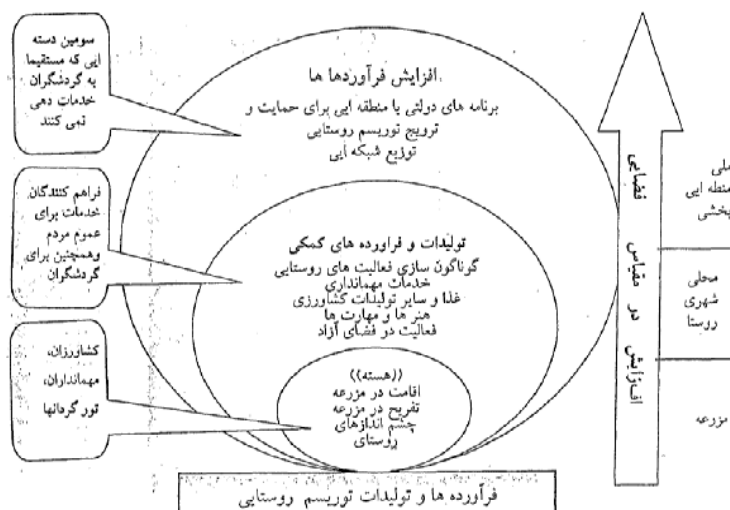 سومین دسته
ایی که مستقیما
به گردشگران
خدمات دهی
نمی کنند
فراهم کنندگان
خدمات برای
عموم مردم
وهمچنین برای
گردشگران
کشاورزان،
مهمانداران،
تور گردانها
افزایش فرآوردها ها
برنامه های دولتی یا منطقه ایی برای حمایت و
ترویج توریسم روستایی
توزیع شبکه ایی
تولیدات و فراورده های کمکی
گوناگون سازی فعالیت های روستایی
خدمات مهمانداری
غذا و سایر تولیدات کشاورزی
هنر ها و مهارت ها
فعالیت در فضای آزاد
((هسته))
اقامت در مزرعه
تفریح در مزرعه
چشم اندازهای
روستای
فرآورده ها و تولیدات توریسم روستایی
افزایش در مقیاس فضایی
ملی
منطه ایی
بخشی
محلی
شهری
روستا
مزرعه